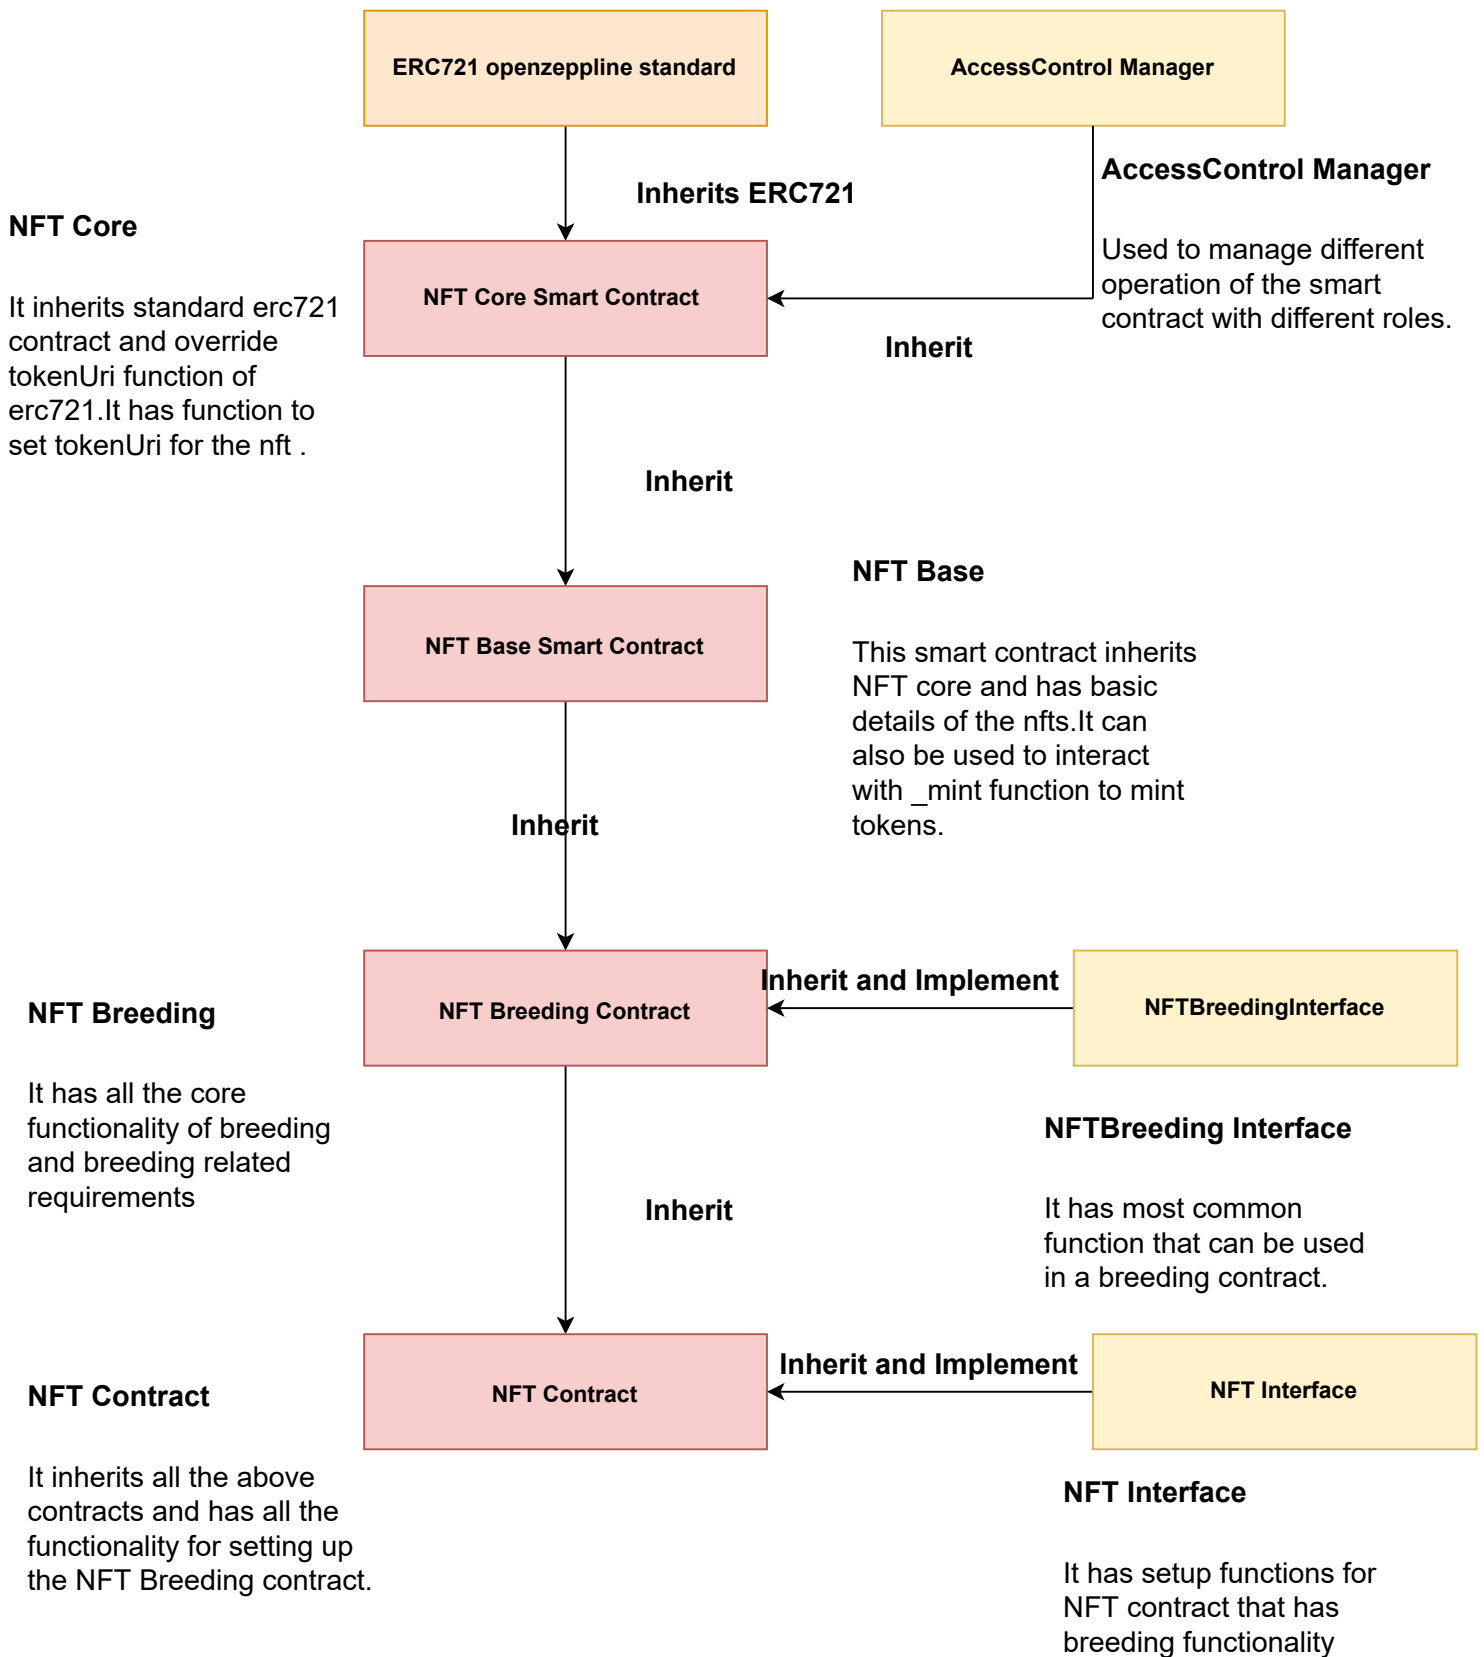 ERC721 openzeppline standard
AccessControl Manager
Inherits ERC721
AccessControl Manager
Used to manage different
operation of the smart
contract with different roles.
NFT Core
It inherits standard erc721
contract and override
tokenUri function of
erc721.It has function to
set tokenUri for the nft .
NFT Core Smart Contract
Inherit
Inherit
NFT Base Smart Contract
NFT Base
This smart contract inherits
NFT core and has basic
details of the nfts.It can
also be used to interact
with _mint function to mint
tokens.
Inherit
NFT Breeding
It has all the core
functionality of breeding
and breeding related
requirements
NFT Breeding Contract
Inherit and Implement
NFTBreedingInterface
NFTBreeding Interface
It has most common
function that can be used
in a breeding contract.
Inherit
NFT Contract
It inherits all the above
contracts and has all the
functionality for setting up
the NFT Breeding contract.
NFT Contract
Inherit and Implement
NFT Interface
NFT Interface
It has setup functions for
NFT contract that has
breeding functionality